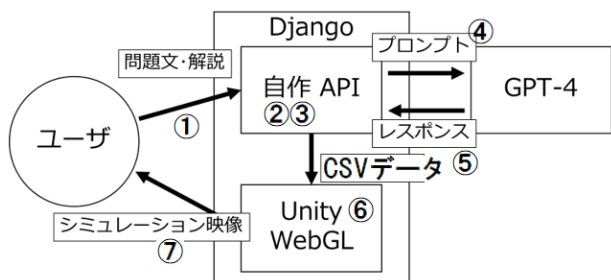 Django
プロンプト ④
問題文・解説
自作 API
②③
GPT-4
ユーザ
①
レスポンス
CSVデータ ⑤
Unity ⑥
WebGL
シミュレーション映像
⑦